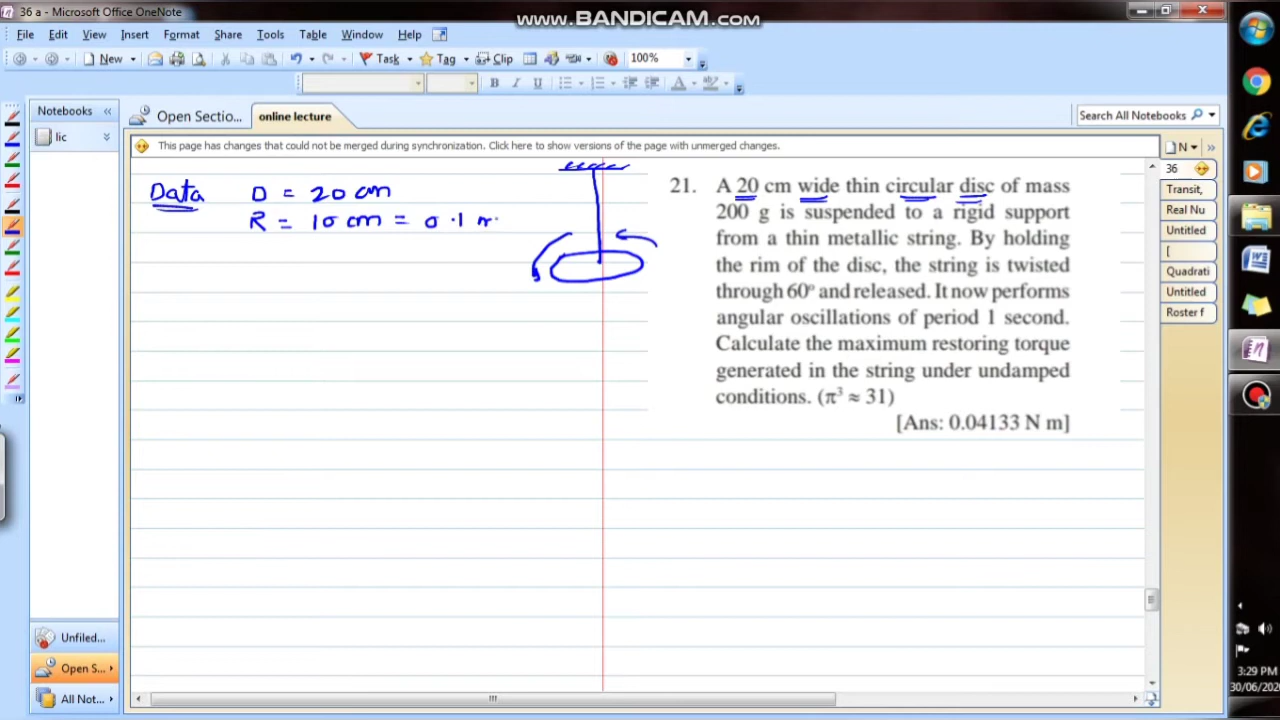 36 a - Microsoft Office OneNote
www.BANDICAM.com
File Edit View Insert Format Share Tools Table Window Help
New Task Tag Clip 100%
B I U A
Notebooks
lic
Open Sectio... online lecture
Search All Notebooks
This page has changes that could not be merged during synchronization. Click here to show versions of the page with unmerged changes.
N
36
Transit,
Real Nu
Untitled
[
Quadrati
Untitled
Roster f
Data D = 20 cm
R = 10 cm = 0.1 m
21. A 20 cm wide thin circular disc of mass
200 g is suspended to a rigid support
from a thin metallic string. By holding
the rim of the disc, the string is twisted
through 60° and released. It now performs
angular oscillations of period 1 second.
Calculate the maximum restoring torque
generated in the string under undamped
conditions. (π³ ≈ 31)
[Ans: 0.04133 N m]
Unfiled...
Open S...
All Not...
3:29 PM
30/06/202